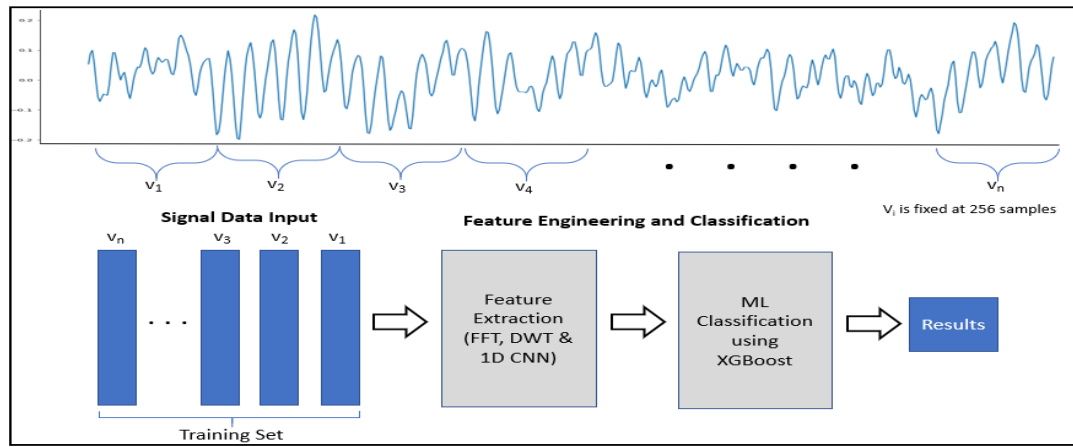 0.2
0.1
0.0
-0.1
-0.2
v1 v2 v3 v4 vn
Vi is fixed at 256 samples
Signal Data Input
Feature Engineering and Classification
vn v3 v2 v1
. . .
Feature
Extraction
(FFT, DWT &
1D CNN)
ML
Classification
using
XGBoost
Results
Training Set